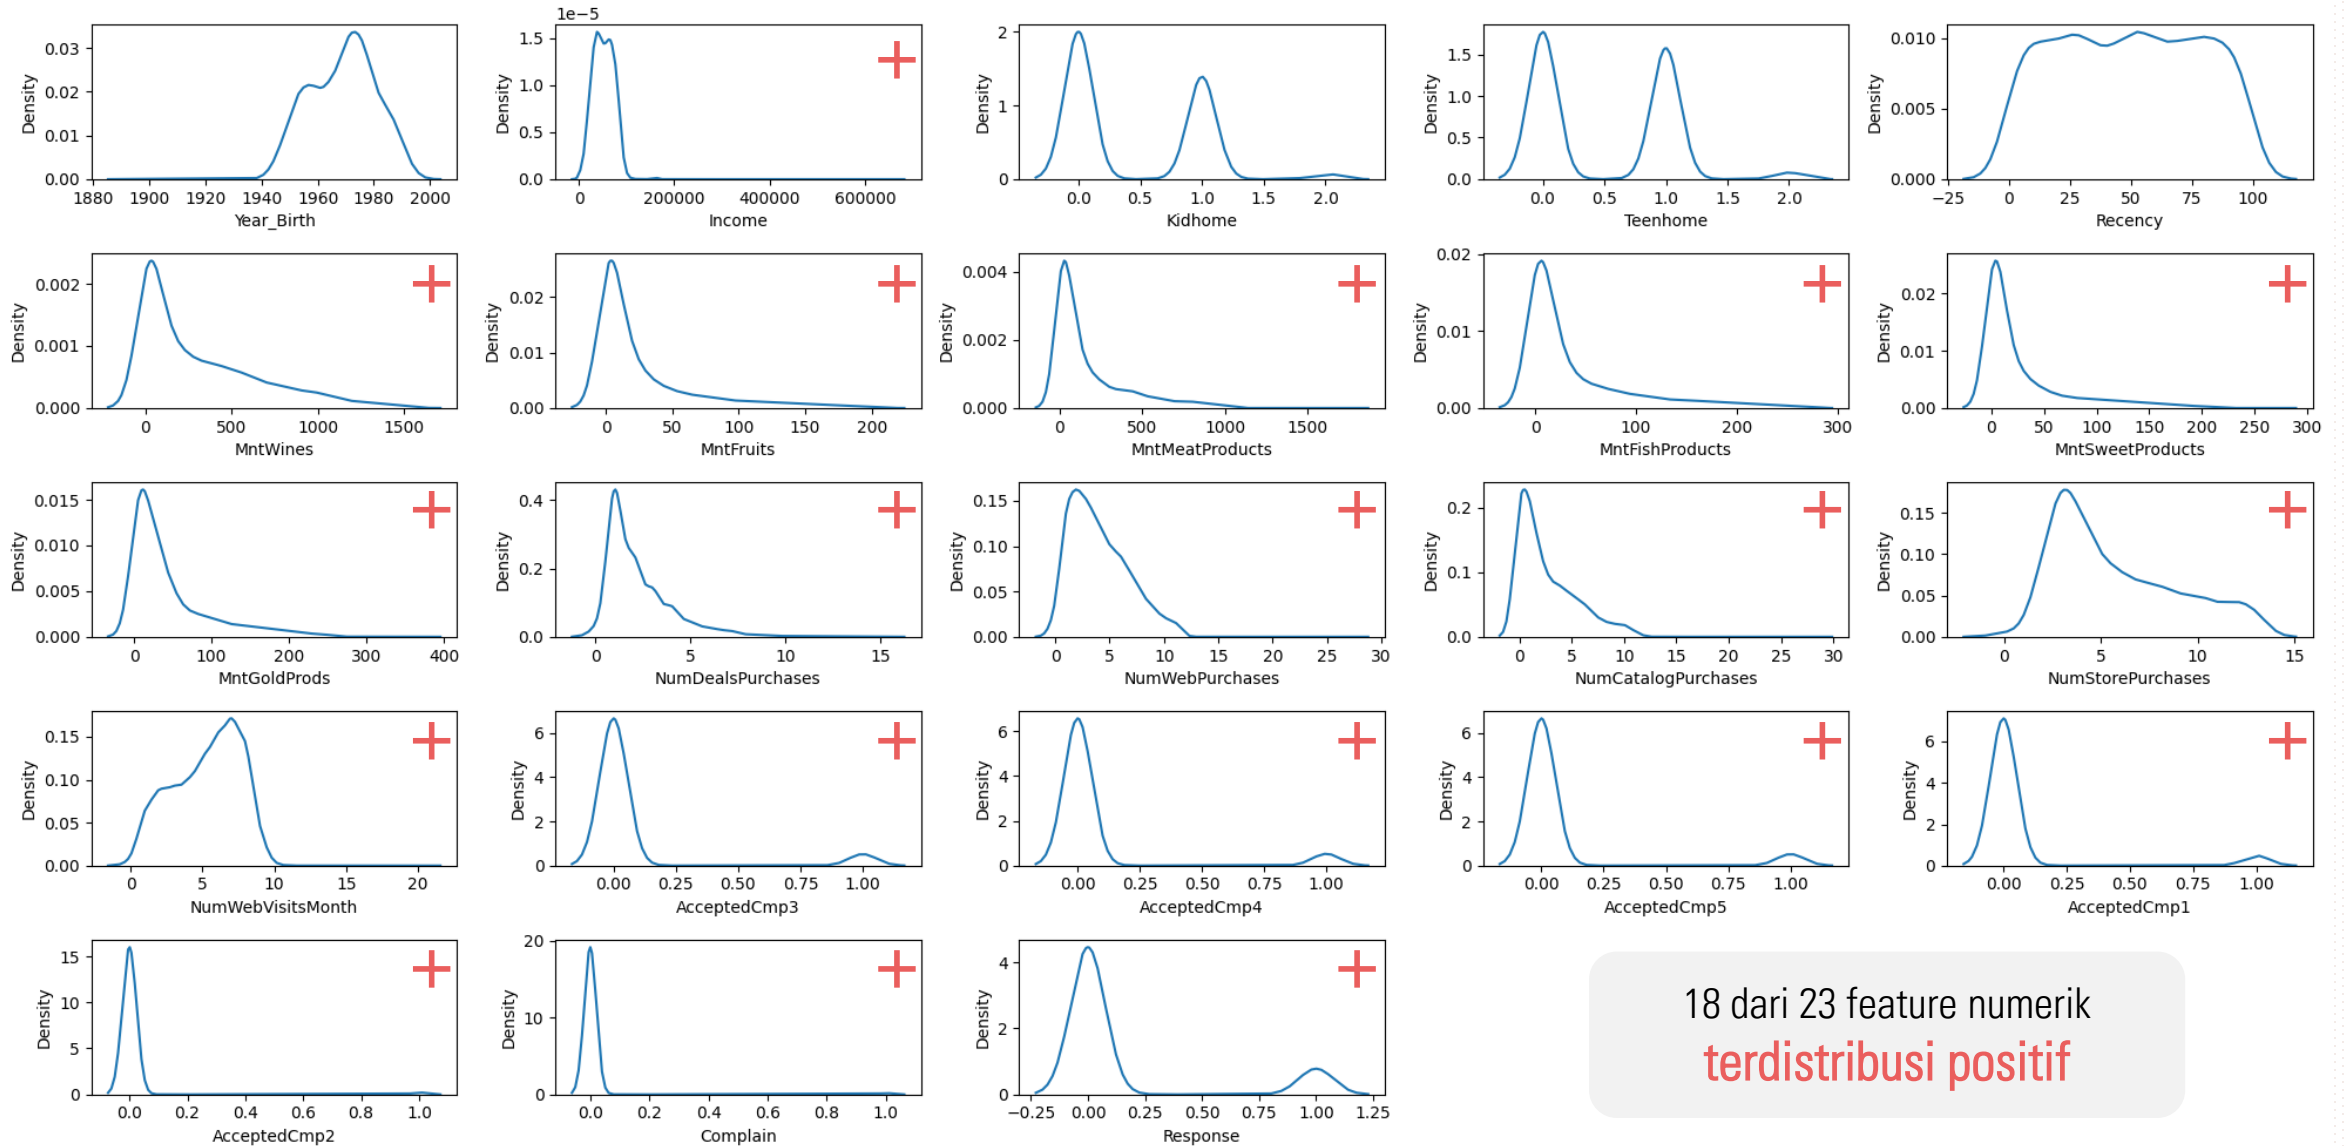 1e−5
Density
0.03
0.02
0.01
0.00
1880 1900 1920 1940 1960 1980 2000
Year_Birth
Density
1.5
1.0
0.5
0.0
0 200000 400000 600000
Income
Density
2
1
0
0.0 0.5 1.0 1.5 2.0
Kidhome
Density
1.5
1.0
0.5
0.0
0.0 0.5 1.0 1.5 2.0
Teenhome
Density
0.010
0.005
0.000
−25 0 25 50 75 100
Recency
Density
0.002
0.001
0.000
0 500 1000 1500
MntWines
Density
0.02
0.01
0.00
0 50 100 150 200
MntFruits
Density
0.004
0.002
0.000
0 500 1000 1500
MntMeatProducts
Density
0.02
0.01
0.00
0 100 200 300
MntFishProducts
Density
0.02
0.01
0.00
0 50 100 150 200 250 300
MntSweetProducts
Density
0.015
0.010
0.005
0.000
0 100 200 300 400
MntGoldProds
Density
0.4
0.2
0.0
0 5 10 15
NumDealsPurchases
Density
0.15
0.10
0.05
0.00
0 5 10 15 20 25 30
NumWebPurchases
Density
0.2
0.1
0.0
0 5 10 15 20 25 30
NumCatalogPurchases
Density
0.15
0.10
0.05
0.00
0 5 10 15
NumStorePurchases
Density
0.15
0.10
0.05
0.00
0 5 10 15 20
NumWebVisitsMonth
Density
6
4
2
0
0.00 0.25 0.50 0.75 1.00
AcceptedCmp3
Density
6
4
2
0
0.00 0.25 0.50 0.75 1.00
AcceptedCmp4
Density
6
4
2
0
0.00 0.25 0.50 0.75 1.00
AcceptedCmp5
Density
6
4
2
0
0.00 0.25 0.50 0.75 1.00
AcceptedCmp1
Density
15
10
5
0
0.0 0.2 0.4 0.6 0.8 1.0
AcceptedCmp2
Density
20
10
0
0.0 0.2 0.4 0.6 0.8 1.0
Complain
Density
4
2
0
−0.25 0.00 0.25 0.50 0.75 1.00 1.25
Response
18 dari 23 feature numerik
terdistribusi positif